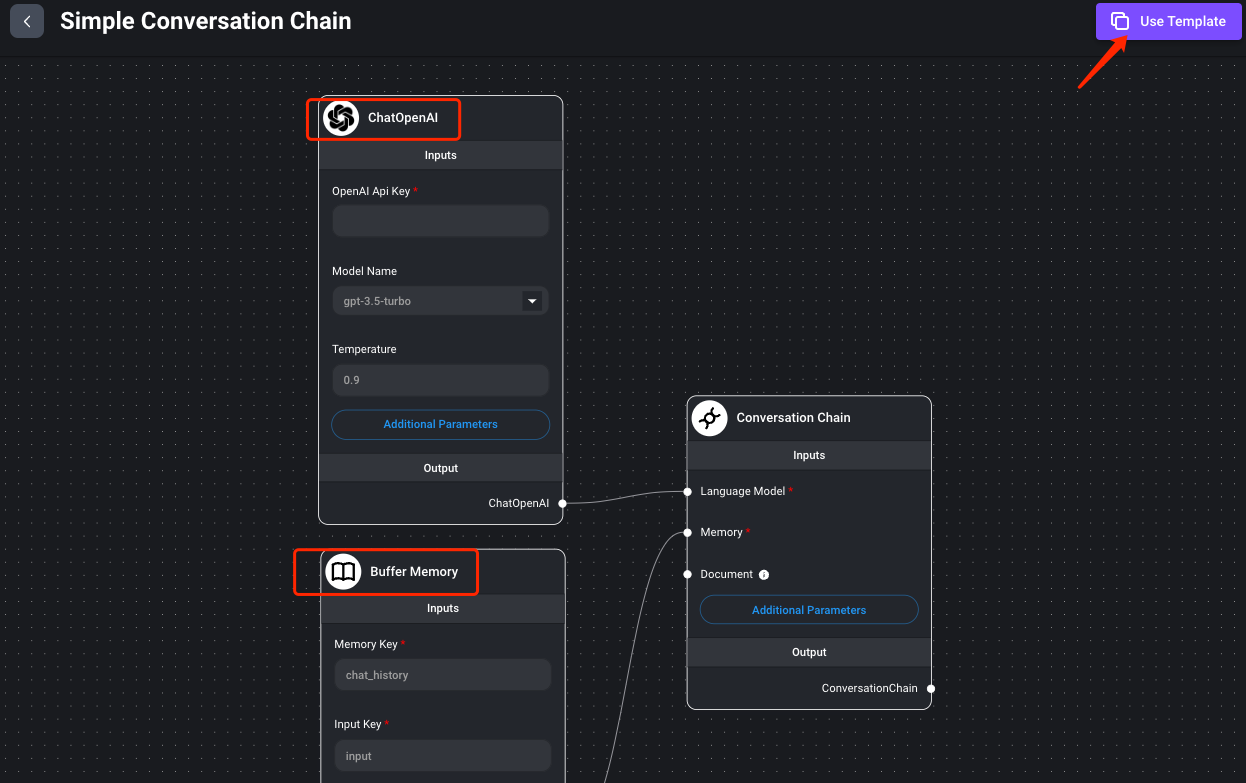 Simple Conversation Chain
Use Template
ChatOpenAI
Inputs
OpenAI Api Key *
Model Name
gpt-3.5-turbo
Temperature
0.9
Additional Parameters
Output
ChatOpenAI
Buffer Memory
Inputs
Memory Key *
chat_history
Input Key *
input
Conversation Chain
Inputs
Language Model *
Memory *
Document
Additional Parameters
Output
ConversationChain